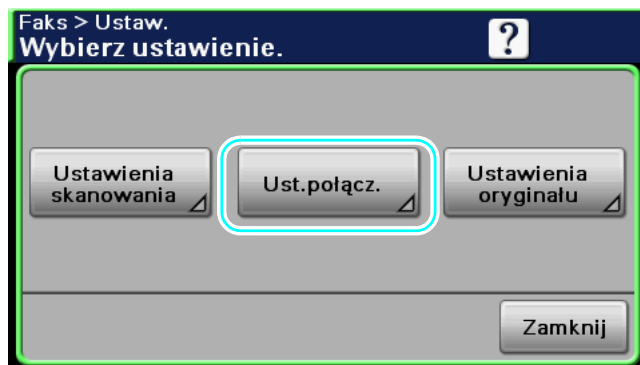 Faks > Ustaw.
Wybierz ustawienie.
?
Ustawienia
skanowania
Ust.połącz.
Ustawienia
oryginału
Zamknij